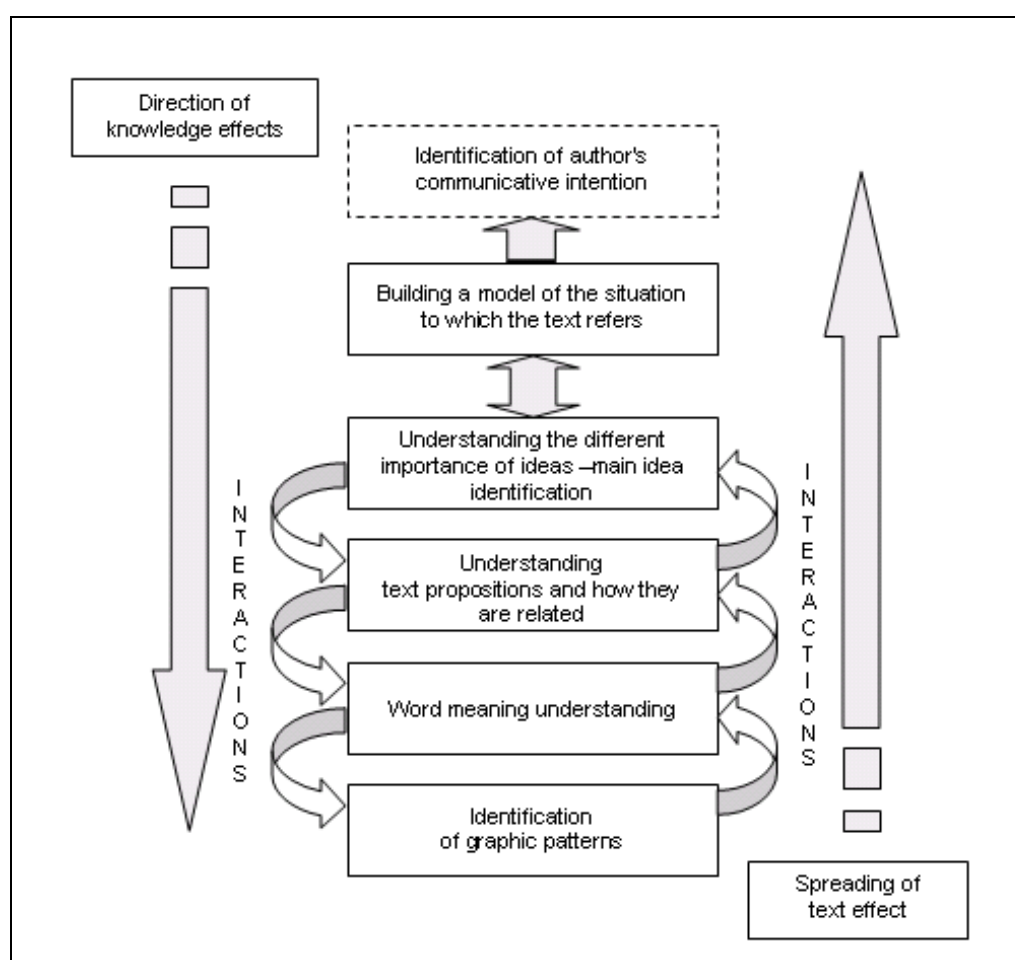 Direction of
knowledge effects
Identification of author's
communicative intention
Building a model of the situation
to which the text refers
Understanding the different
importance of ideas –main idea
identification
INTERACTIONS
INTERACTIONS
Understanding
text propositions and how they
are related
Word meaning understanding
Identification
of graphic patterns
Spreading of
text effect